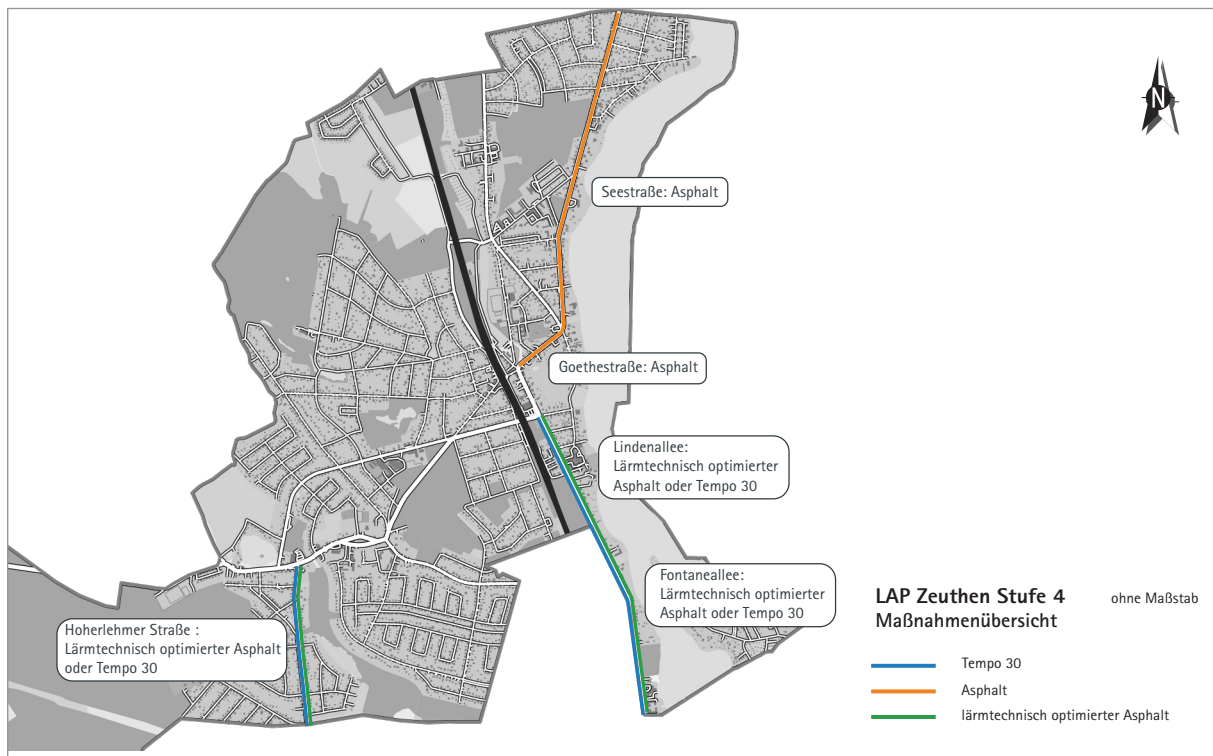 N
Seestraße: Asphalt
Goethestraße: Asphalt
Lindenallee:
Lärmtechnisch optimierter
Asphalt oder Tempo 30
Fontaneallee:
Lärmtechnisch optimierter
Asphalt oder Tempo 30
Hoherlehmer Straße :
Lärmtechnisch optimierter Asphalt
oder Tempo 30
LAP Zeuthen Stufe 4 ohne Maßstab
Maßnahmenübersicht
Tempo 30
Asphalt
lärmtechnisch optimierter Asphalt